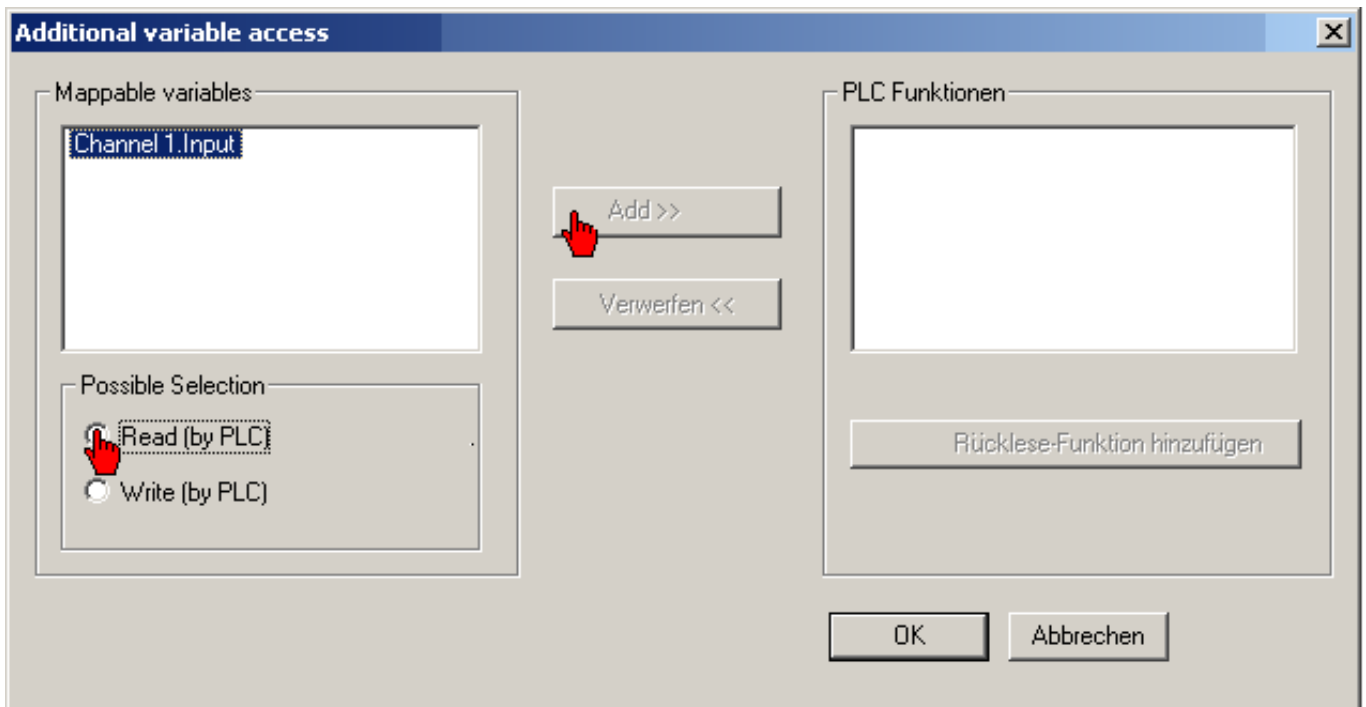 Additional variable access
Mappable variables
Channel 1.Input
Possible Selection
Read (by PLC)
Write (by PLC)
Add >>
Verwerfen <<
PLC Funktionen
Rücklese-Funktion hinzufügen
OK
Abbrechen